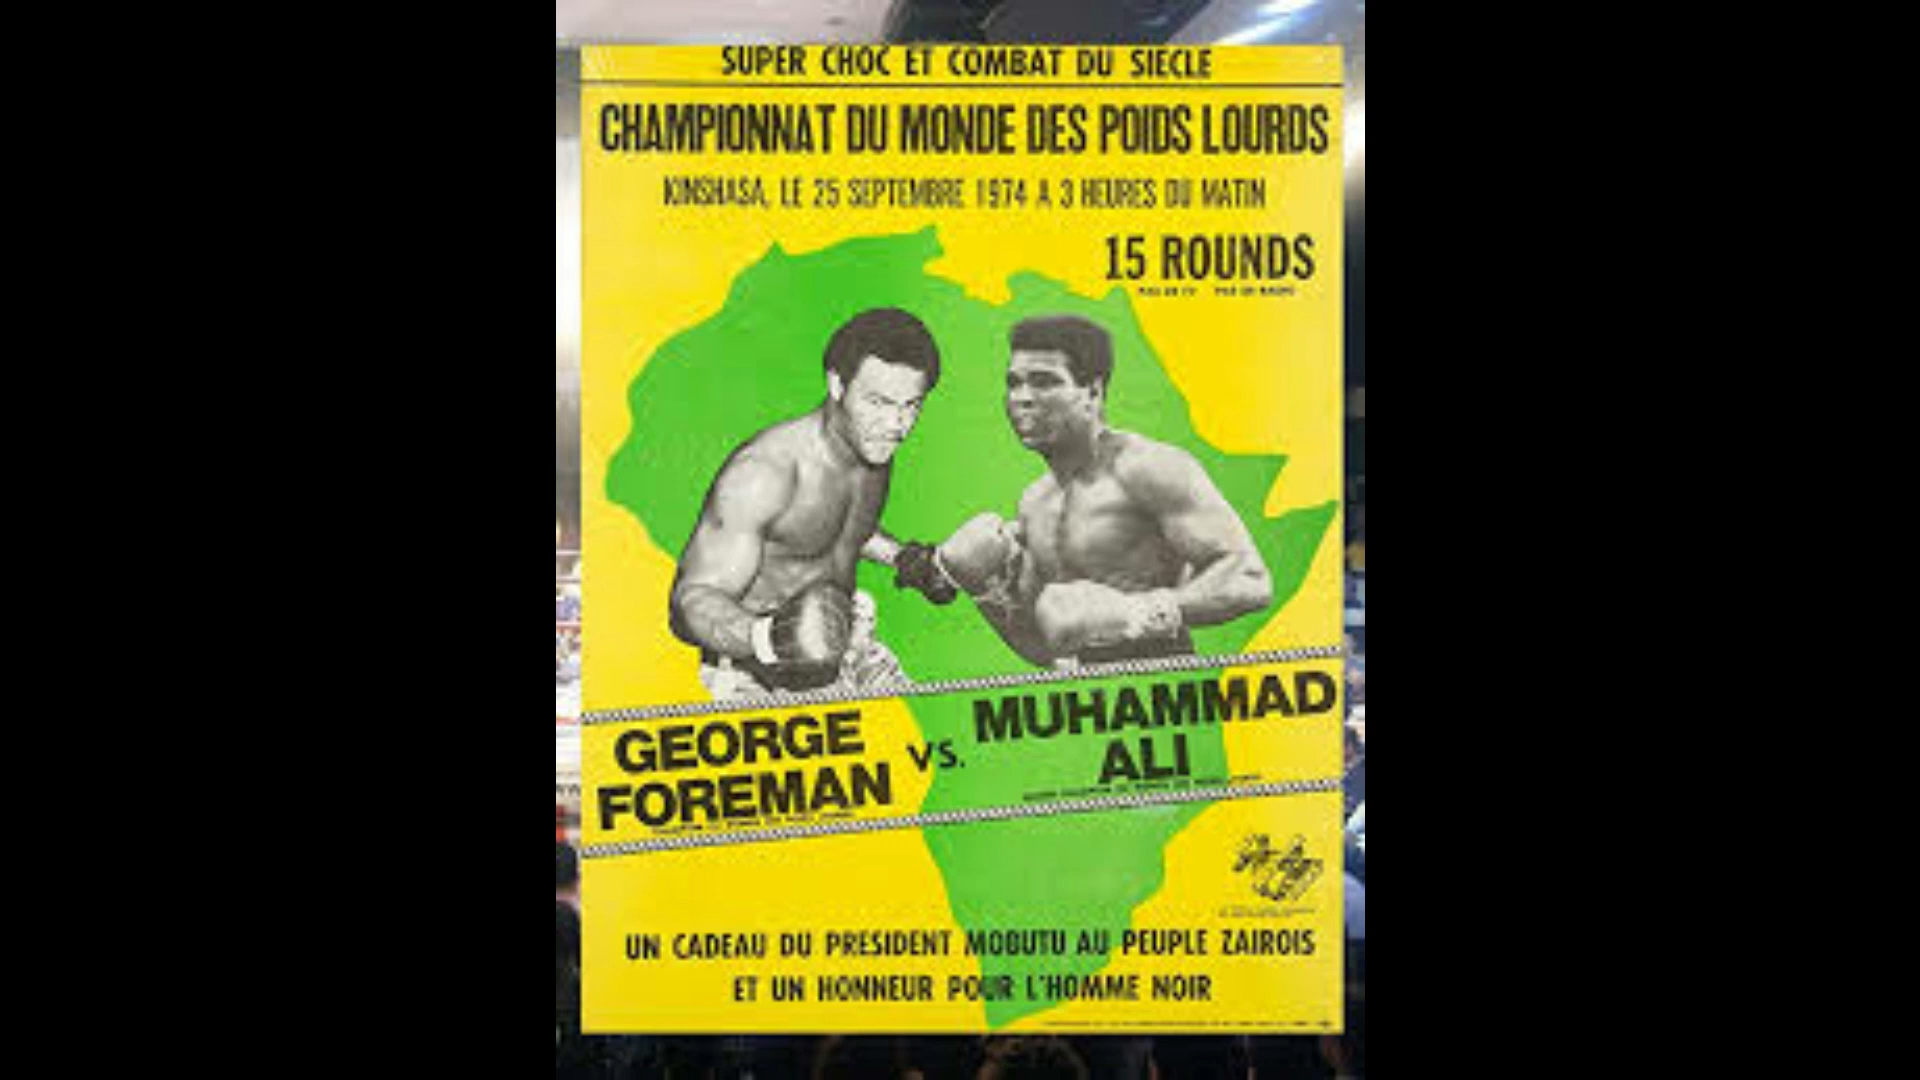 SUPER CHOC ET COMBAT DU SIECLE
CHAMPIONNAT DU MONDE DES POIDS LOURDS
KINSHASA, LE 25 SEPTEMBRE 1974 A 3 HEURES DU MATIN
15 ROUNDS
GEORGE
FOREMAN
VS.
MUHAMMAD
ALI
UN CADEAU DU PRESIDENT MOBUTU AU PEUPLE ZAIROIS
ET UN HONNEUR POUR L'HOMME NOIR